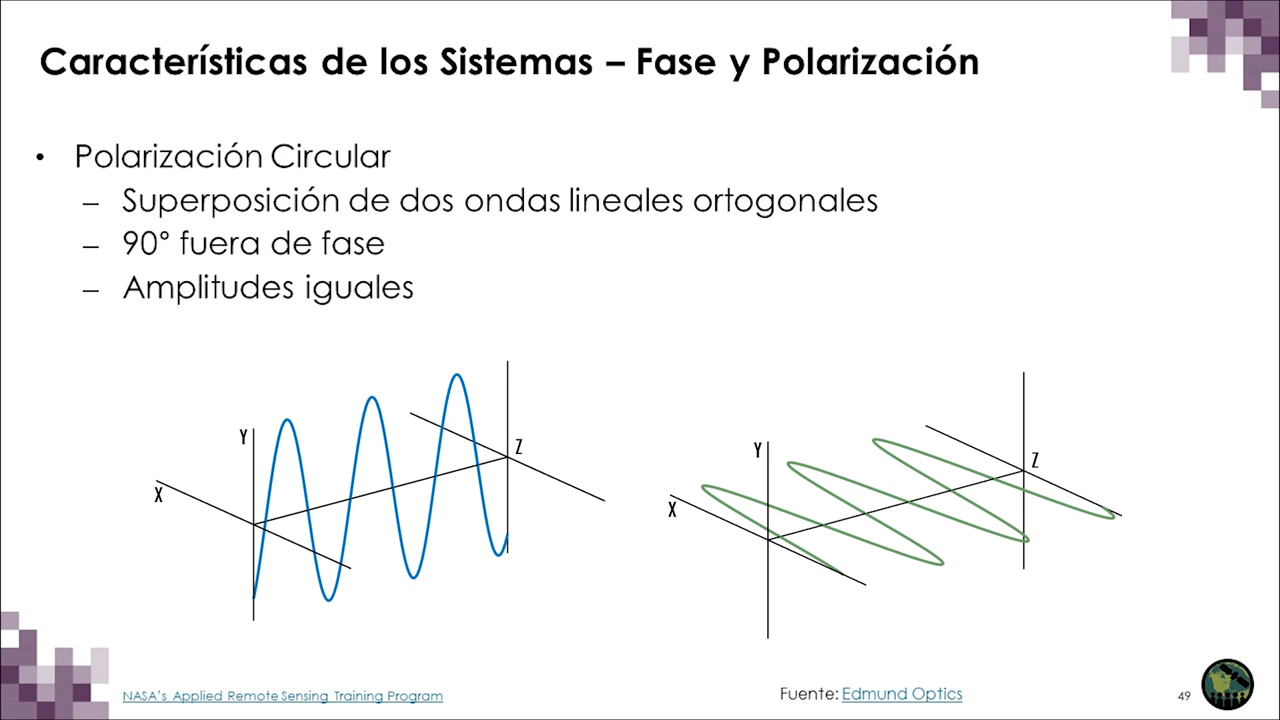 Características de los Sistemas – Fase y Polarización
• Polarización Circular
– Superposición de dos ondas lineales ortogonales
– 90° fuera de fase
– Amplitudes iguales
Y
X
Z
Y
X
Z
NASA's Applied Remote Sensing Training Program
Fuente: Edmund Optics
49